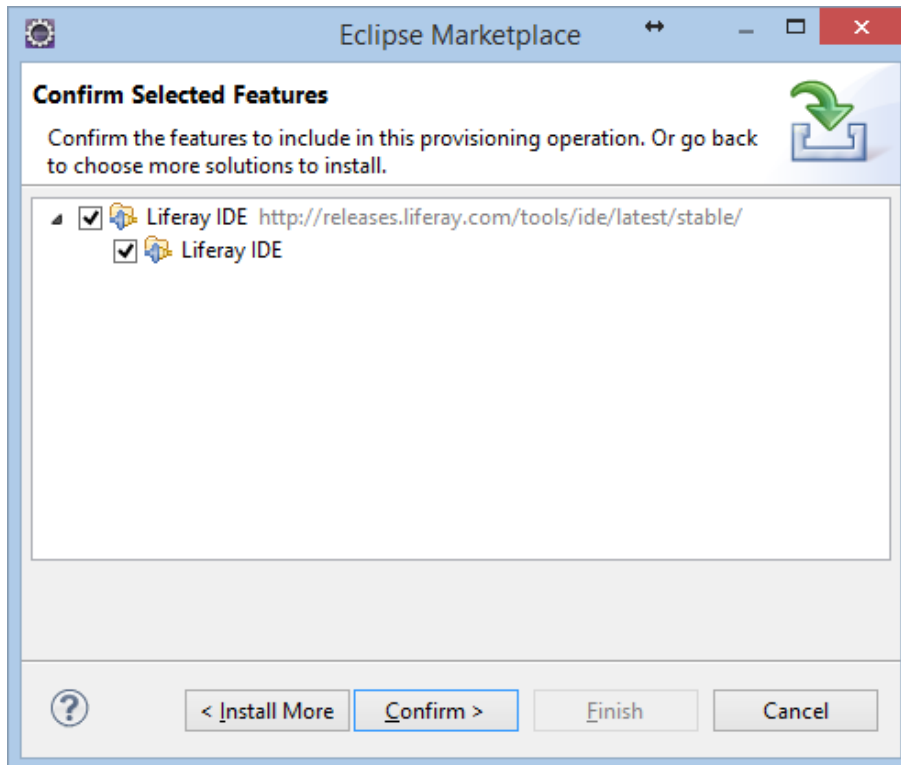 Eclipse Marketplace
Confirm Selected Features
Confirm the features to include in this provisioning operation. Or go back
to choose more solutions to install.
Liferay IDE http://releases.liferay.com/tools/ide/latest/stable/
Liferay IDE
? < Install More Confirm > Finish Cancel